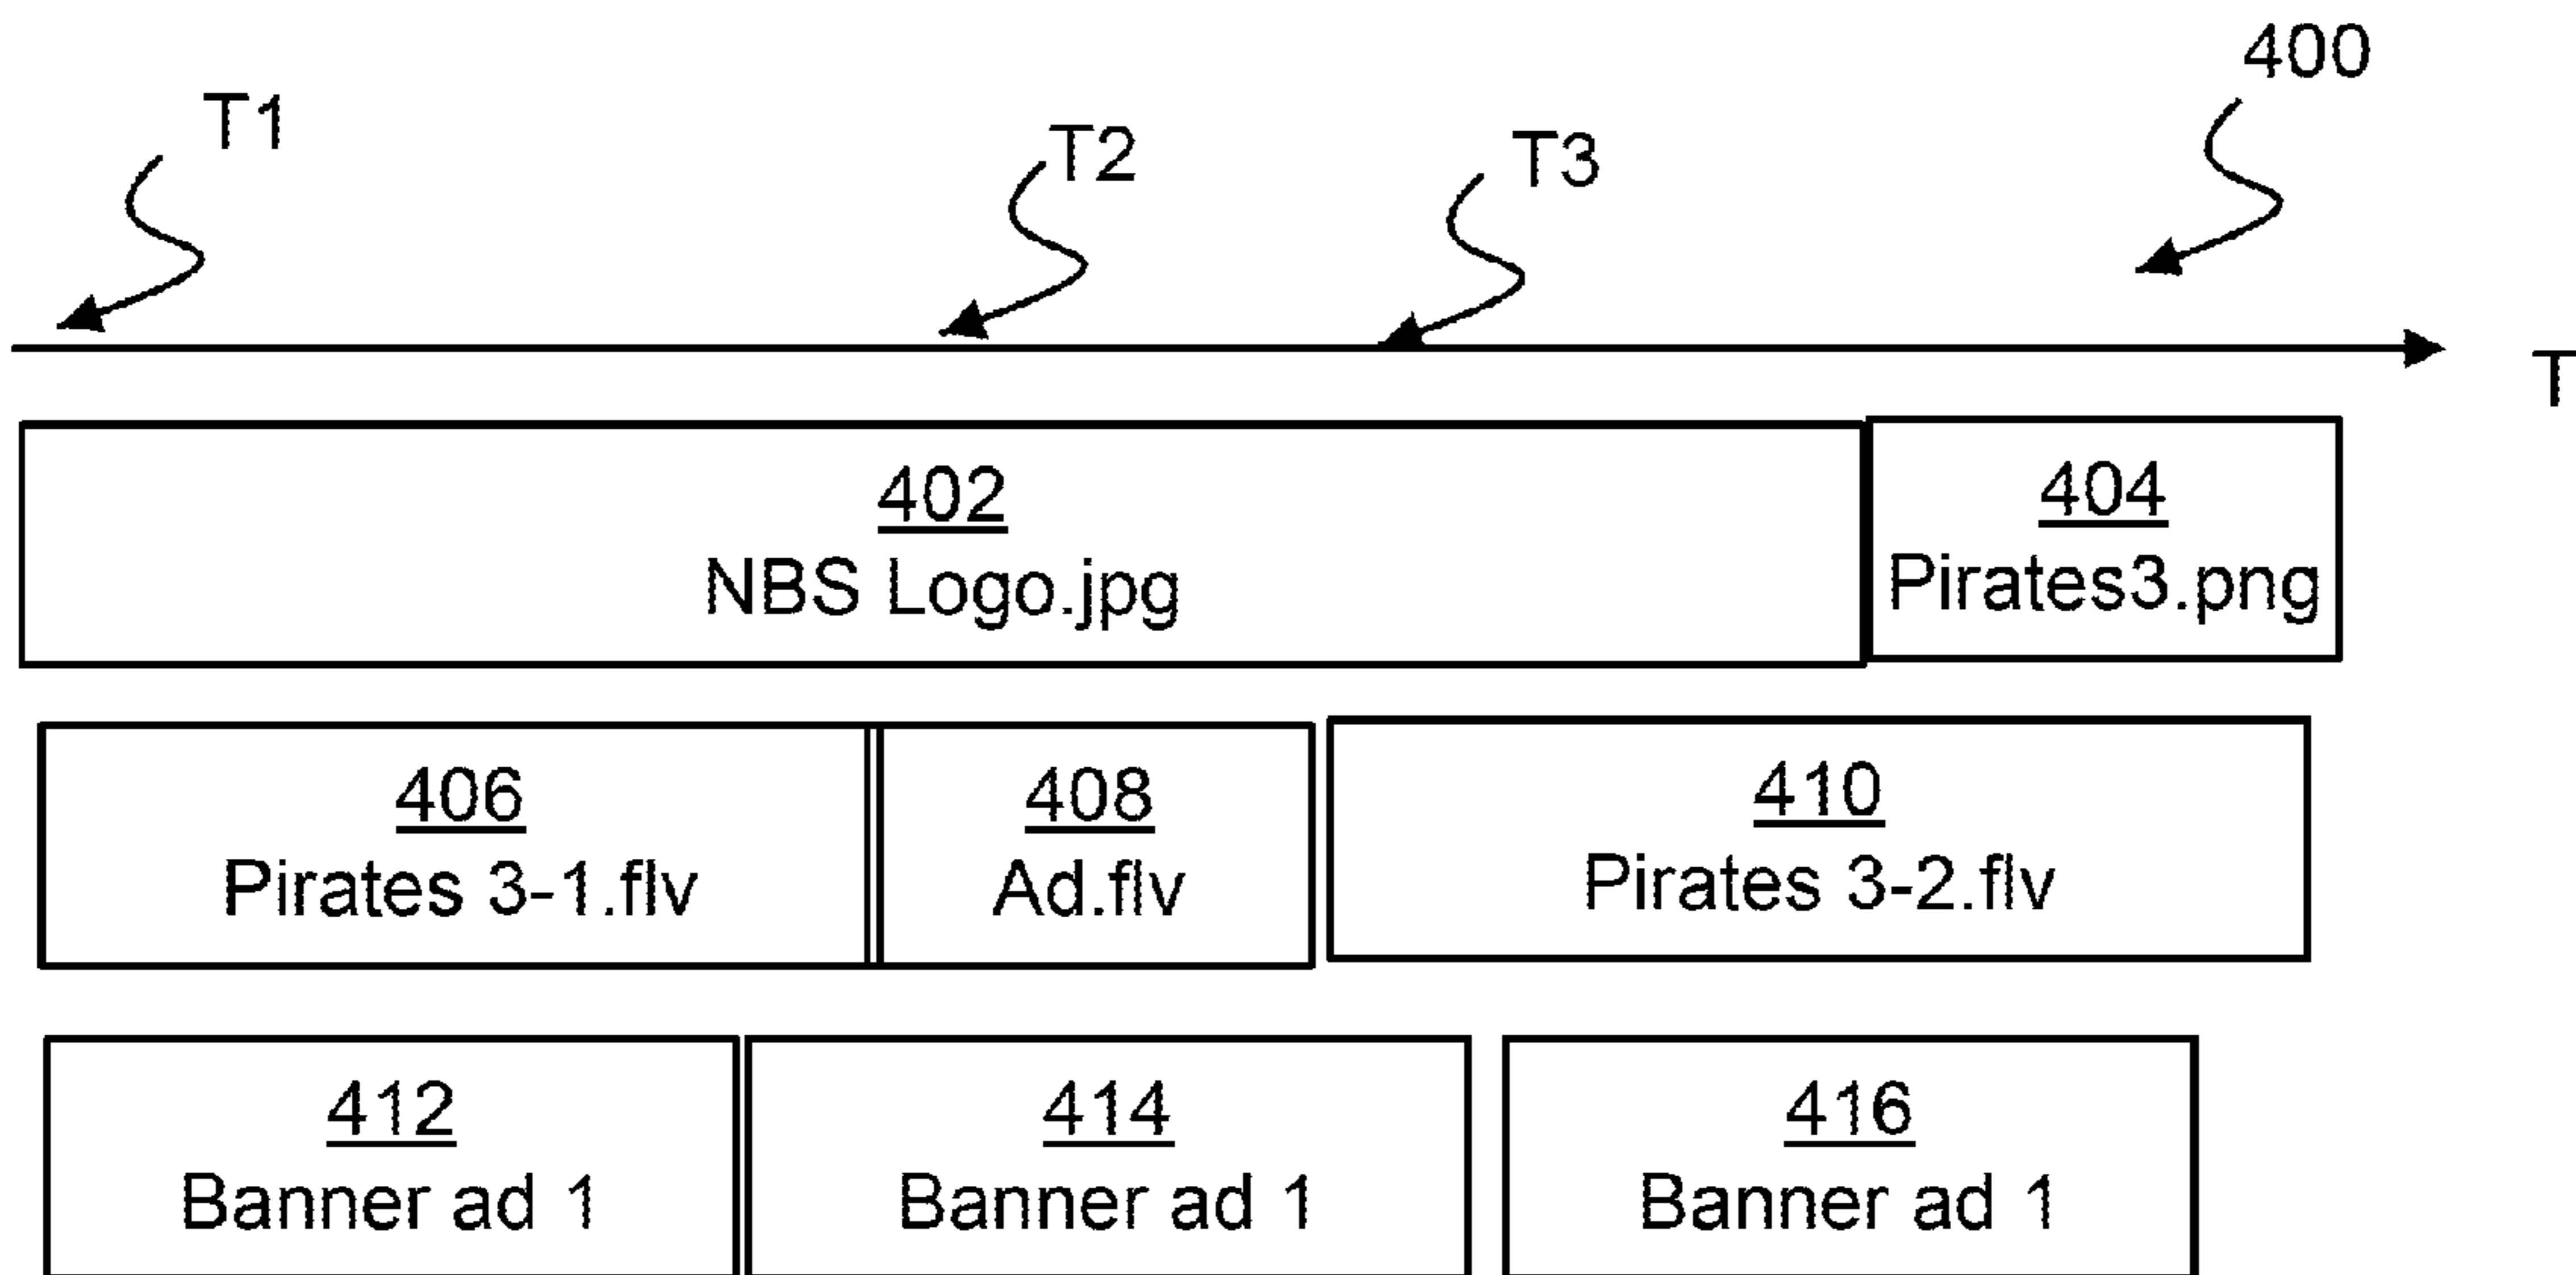 400
T1
T2
T3
T
402
NBS Logo.jpg
404
Pirates3.png
406
Pirates 3-1.flv
408
Ad.flv
410
Pirates 3-2.flv
412
Banner ad 1
414
Banner ad 1
416
Banner ad 1